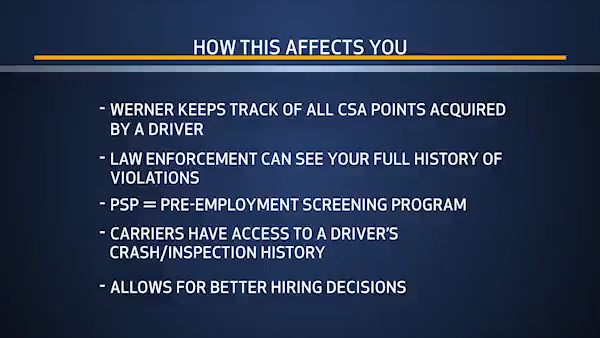 HOW THIS AFFECTS YOU
- WERNER KEEPS TRACK OF ALL CSA POINTS ACQUIRED
BY A DRIVER
- LAW ENFORCEMENT CAN SEE YOUR FULL HISTORY OF
VIOLATIONS
- PSP = PRE-EMPLOYMENT SCREENING PROGRAM
- CARRIERS HAVE ACCESS TO A DRIVER'S
CRASH/INSPECTION HISTORY
- ALLOWS FOR BETTER HIRING DECISIONS